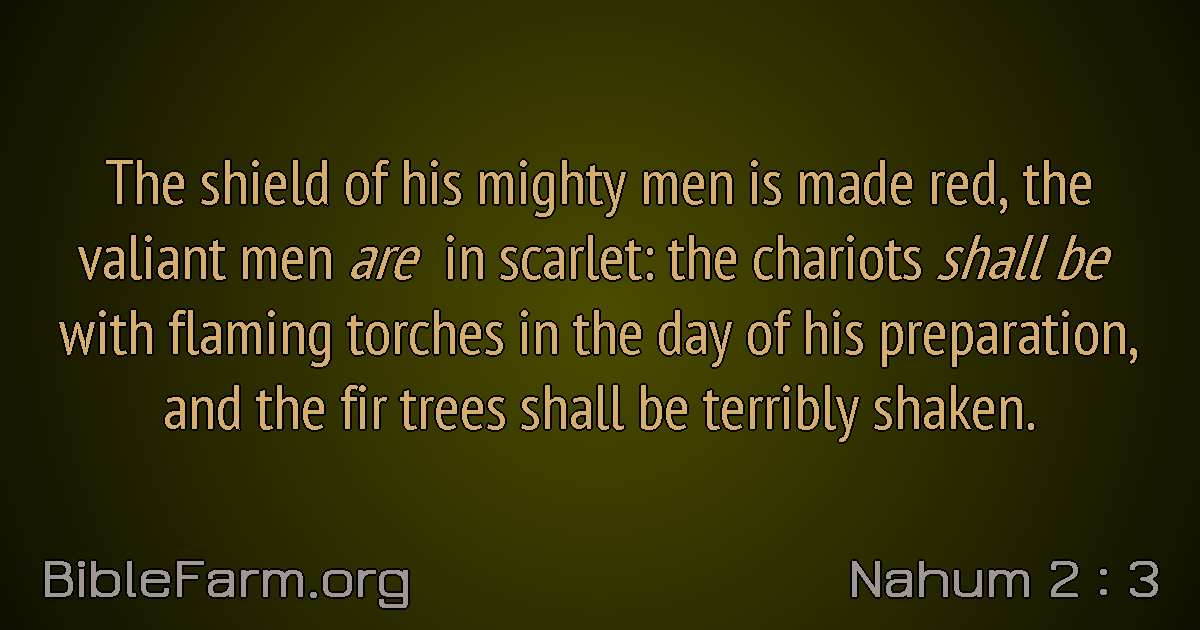 The shield of his mighty men is made red, the
valiant men are in scarlet: the chariots shall be
with flaming torches in the day of his preparation,
and the fir trees shall be terribly shaken.
BibleFarm.org
Nahum 2 : 3